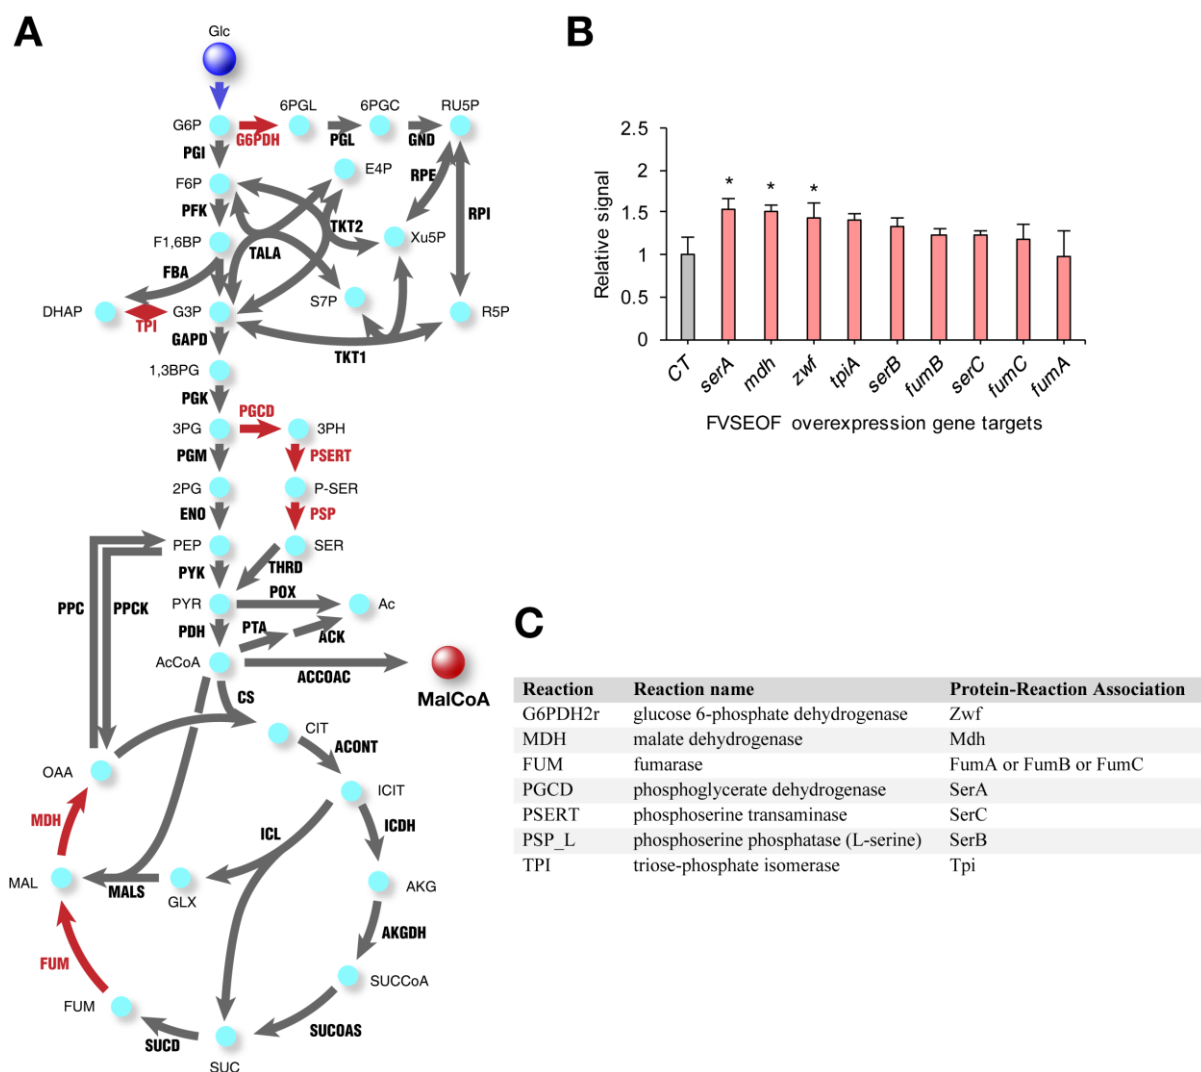 A
Glc
G6P
G6PDH
6PGL
PGL
6PGC
GND
RU5P
PGI
F6P
E4P
RPE
RPI
PFK
TKT2
Xu5P
F1,6BP
TALA
FBA
DHAP
TPI
G3P
S7P
R5P
GAPD
TKT1
1,3BPG
PGK
3PG
PGCD
3PH
PGM
PSERT
2PG
P-SER
ENO
PSP
PEP
SER
PYK
THRD
PPC
PPCK
PYR
POX
Ac
PDH
PTA
ACK
AcCoA
ACCOAC
MalCoA
CS
CIT
ACONT
OAA
ICIT
MDH
ICL
ICDH
MAL
MALS
GLX
AKG
AKGDH
FUM
SUCCoA
FUM
SUCOAS
SUCD
SUC
B
Relative signal
2.5
2
1.5
1
0.5
0
* * *
CT serA mdh zwf tpiA serB fumB serC fumC fumA
FVSEOF overexpression gene targets
C
Reaction Reaction name Protein-Reaction Association
G6PDH2r glucose 6-phosphate dehydrogenase Zwf
MDH malate dehydrogenase Mdh
FUM fumarase FumA or FumB or FumC
PGCD phosphoglycerate dehydrogenase SerA
PSERT phosphoserine transaminase SerC
PSP_L phosphoserine phosphatase (L-serine) SerB
TPI triose-phosphate isomerase Tpi